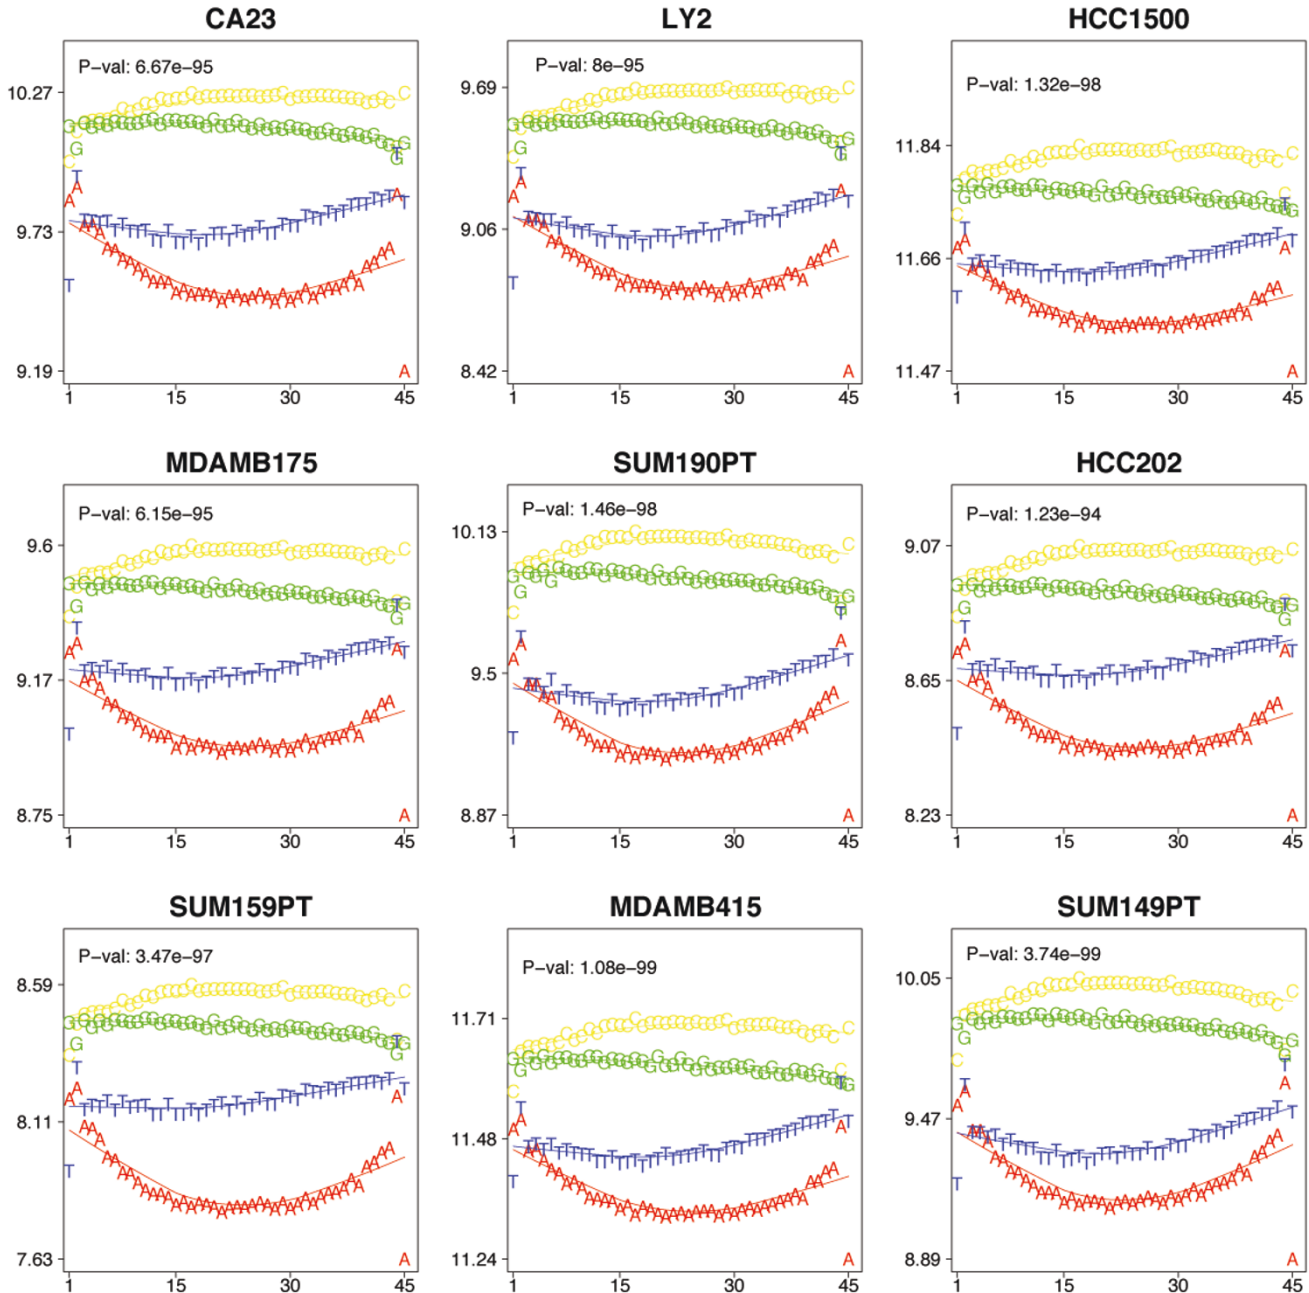 CA23 LY2 HCC1500
P-val: 6.67e-95 P-val: 8e-95 P-val: 1.32e-98
10.27 9.69 11.84
9.73 9.06 11.66
9.19 8.42 11.47
1 15 30 45 1 15 30 45 1 15 30 45
MDAMB175 SUM190PT HCC202
P-val: 6.15e-95 P-val: 1.46e-98 P-val: 1.23e-94
9.6 10.13 9.07
9.17 9.5 8.65
8.75 8.87 8.23
1 15 30 45 1 15 30 45 1 15 30 45
SUM159PT MDAMB415 SUM149PT
P-val: 3.47e-97 P-val: 1.08e-99 P-val: 3.74e-99
8.59 11.71 10.05
8.11 11.48 9.47
7.63 11.24 8.89
1 15 30 45 1 15 30 45 1 15 30 45